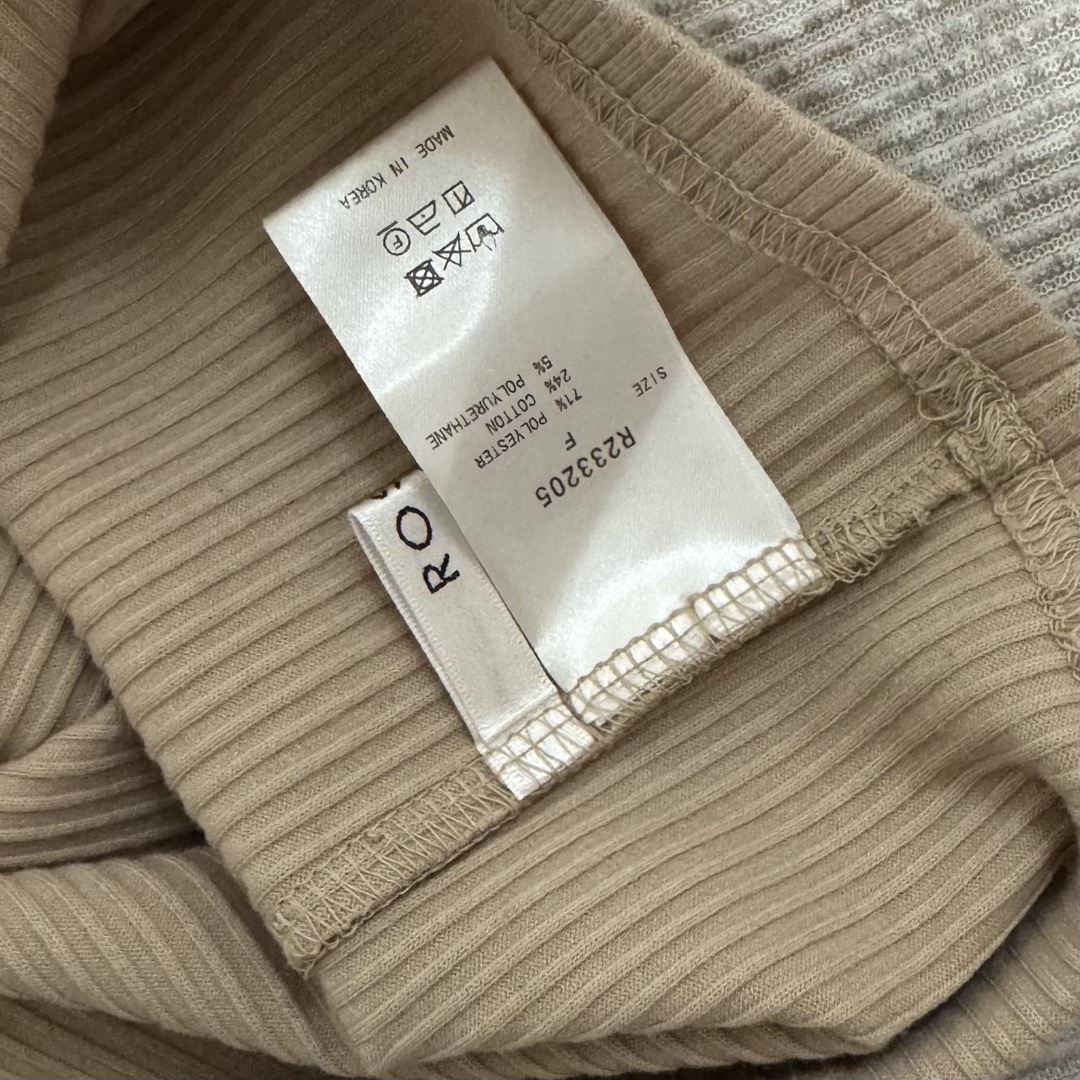 R233205
SIZE F
71% POLYESTER
24% COTTON
5% POLYURETHANE
F
MADE IN KOREA
RO